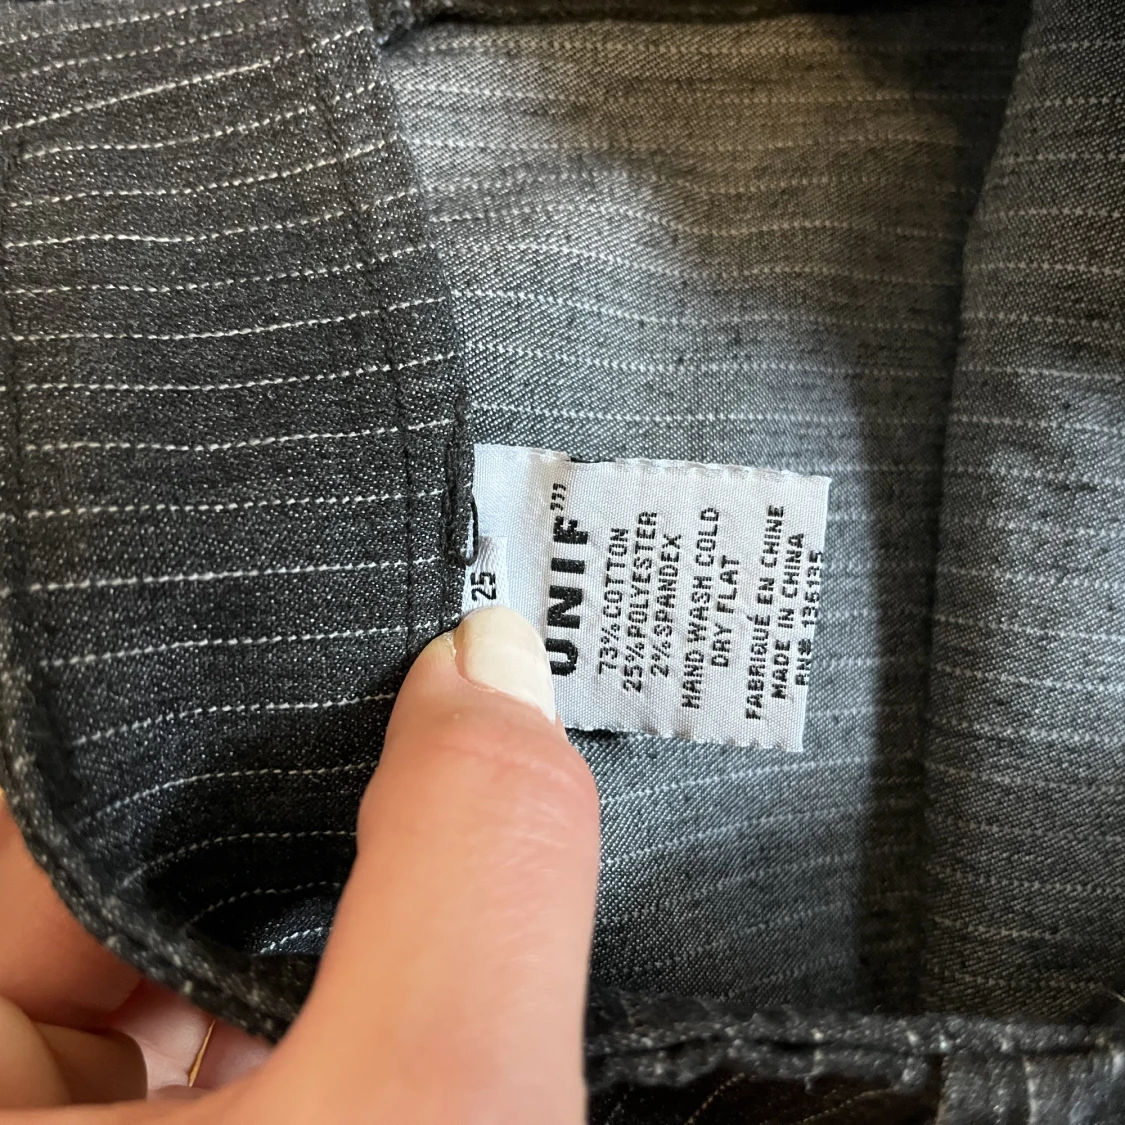 25
UNIF”’
73% COTTON
25% POLYESTER
2% SPANDEX
HAND WASH COLD
DRY FLAT
FABRIQUÉ EN CHINE
MADE IN CHINA
RN# 136135